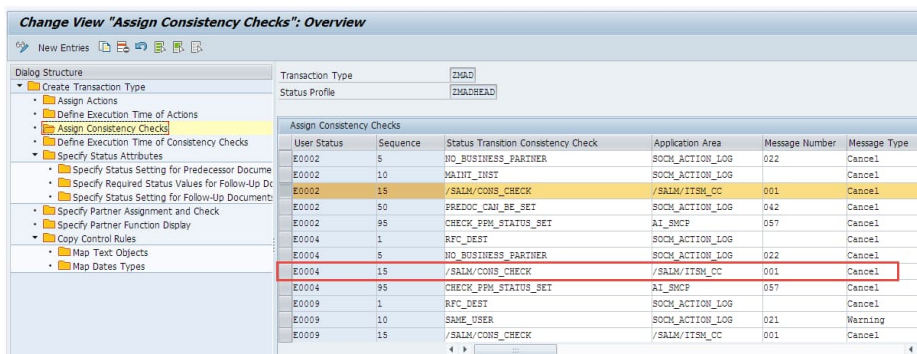 Change View "Assign Consistency Checks": Overview
New Entries
Dialog Structure
Create Transaction Type
Assign Actions
Define Execution Time of Actions
Assign Consistency Checks
Define Execution Time of Consistency Checks
Specify Status Attributes
Specify Status Setting for Predecessor Docume
Specify Required Status Values for Follow-Up Do
Specify Status Setting for Follow-Up Document
Specify Partner Assignment and Check
Specify Partner Function Display
Copy Control Rules
Map Text Objects
Map Dates Types
Transaction Type ZMAD
Status Profile ZMADHEAD
Assign Consistency Checks
User Status Sequence Status Transition Consistency Check Application Area Message Number Message Type
E0002 5 NO_BUSINESS_PARTNER SOCM_ACTION_LOG 022 Cancel
E0002 10 MAINT_INST SOCM_ACTION_LOG Cancel
E0002 15 /SALM/CONS_CHECK /SALM/ITSM_CC 001 Cancel
E0002 50 PREDOC_CAN_BE_SET SOCM_ACTION_LOG 042 Cancel
E0002 95 CHECK_PPM_STATUS_SET AI_SMCP 057 Cancel
E0004 1 RFC_DEST SOCM_ACTION_LOG Cancel
E0004 5 NO_BUSINESS_PARTNER SOCM_ACTION_LOG 022 Cancel
E0004 15 /SALM/CONS_CHECK /SALM/ITSM_CC 001 Cancel
E0004 95 CHECK_PPM_STATUS_SET AI_SMCP 057 Cancel
E0009 1 RFC_DEST SOCM_ACTION_LOG Cancel
E0009 10 SAME_USER SOCM_ACTION_LOG 021 Warning
E0009 15 /SALM/CONS_CHECK /SALM/ITSM_CC 001 Cancel